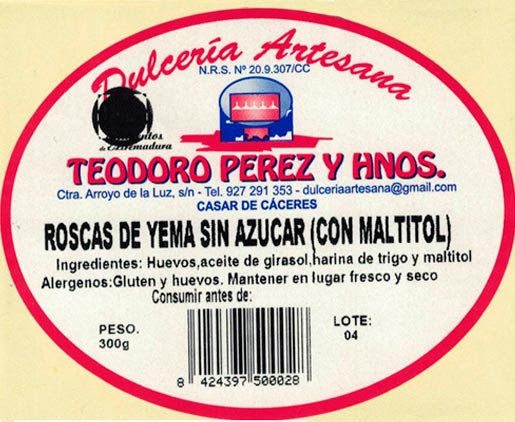 Dulcería Artesana
N.R.S. Nº 20.9.307/CC
de Extremadura
TEODORO PEREZ Y HNOS.
Ctra. Arroyo de la Luz, s/n - Tel. 927 291 353 - dulceriaartesana@gmail.com
CASAR DE CÁCERES
ROSCAS DE YEMA SIN AZUCAR (CON MALTITOL)
Ingredientes: Huevos,aceite de girasol,harina de trigo y maltitol
Alergenos:Gluten y huevos. Mantener en lugar fresco y seco
Consumir antes de:
PESO.
300g
LOTE:
04
8 424397 500028